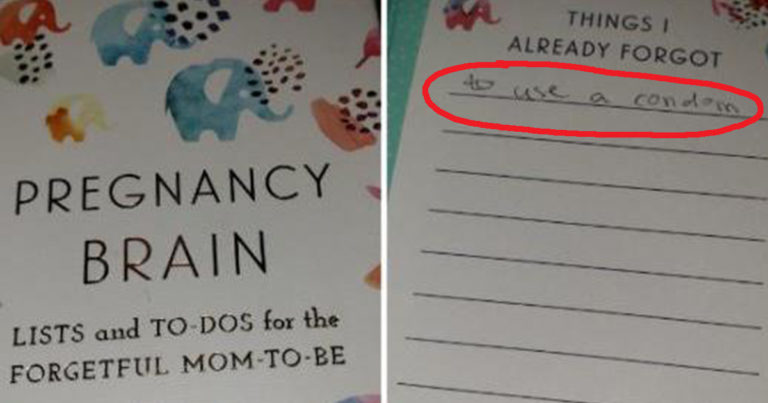 PREGNANCY
BRAIN
LISTS and TO-DOS for the
FORGETFUL MOM-TO-BE
THINGS I
ALREADY FORGOT
to use a condom